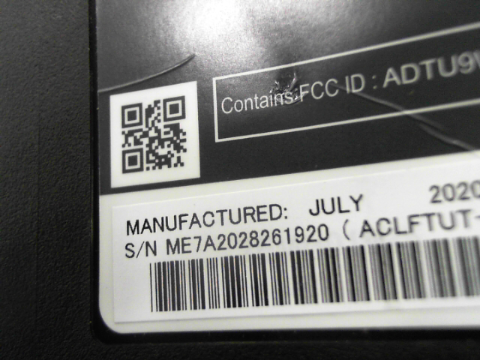 Contains FCC ID : ADTU9
MANUFACTURED: JULY 2020
S/N ME7A2028261920 ( ACLFTUT-